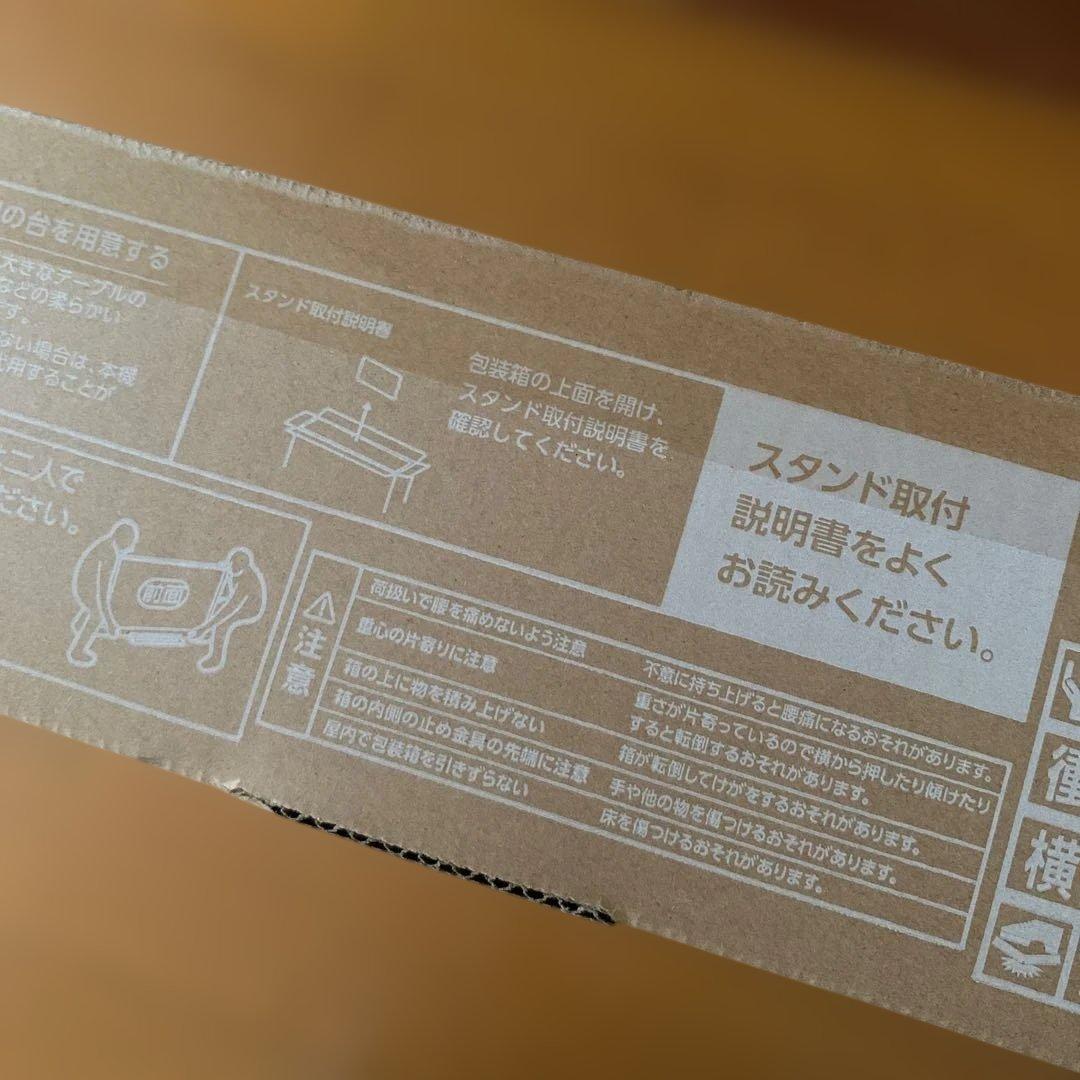 の台を用意する
大きなテーブルの
などの柔らかい
す。
ない場合は、本機
代用することが
二人で
ください。
前面
スタンド取付説明書
包装箱の上面を開け、
スタンド取付説明書を
確認してください。
スタンド取付
説明書をよく
お読みください。
注意
荷扱いで腰を痛めないよう注意 不意に持ち上げると腰痛になるおそれがあります。
重心の片寄りに注意 重さが片寄っているので横から押したり傾けたり
すると転倒するおそれがあります。
箱の上に物を積み上げない 箱が転倒してけがをするおそれがあります。
箱の内側の止め金具の先端に注意 手や他の物を傷つけるおそれがあります。
屋内で包装箱を引きずらない 床を傷つけるおそれがあります。
横